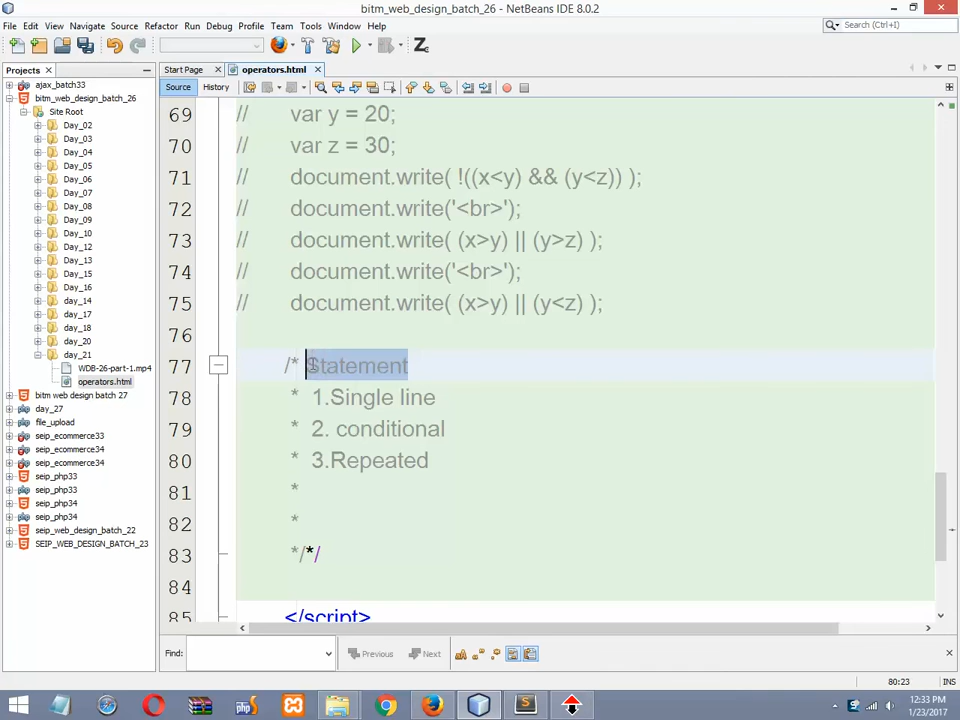 bitm_web_design_batch_26 - NetBeans IDE 8.0.2
File Edit View Navigate Source Refactor Run Debug Profile Team Tools Window Help
Search (Ctrl+I)
Projects
Start Page operators.html
Source History
ajax_batch33
bitm_web_design_batch_26
Site Root
Day_02
Day_03
Day_04
Day_05
Day_06
Day_07
Day_08
Day_09
Day_10
Day_12
Day_13
Day_15
Day_16
day_14
day_17
day_18
day_20
day_21
WDB-26-part-1.mp4
operators.html
bitm web design batch 27
day_27
file_upload
seip_ecommerce33
seip_ecommerce34
seip_ecommerce34
seip_php33
seip_php33
seip_php34
seip_php34
seip_web_design_batch_22
SEIP_WEB_DESIGN_BATCH_23
69 // var y = 20;
70 // var z = 30;
71 // document.write( !((x<y) && (y<z)) );
72 // document.write('<br>');
73 // document.write( (x>y) || (y>z) );
74 // document.write('<br>');
75 // document.write( (x>y) || (y<z) );
76
77 /* Statement
78 * 1.Single line
79 * 2. conditional
80 * 3.Repeated
81 *
82 *
83 */*/
84
85 </script>
Find: Previous Next
80:23 INS
12:33 PM
1/23/2017